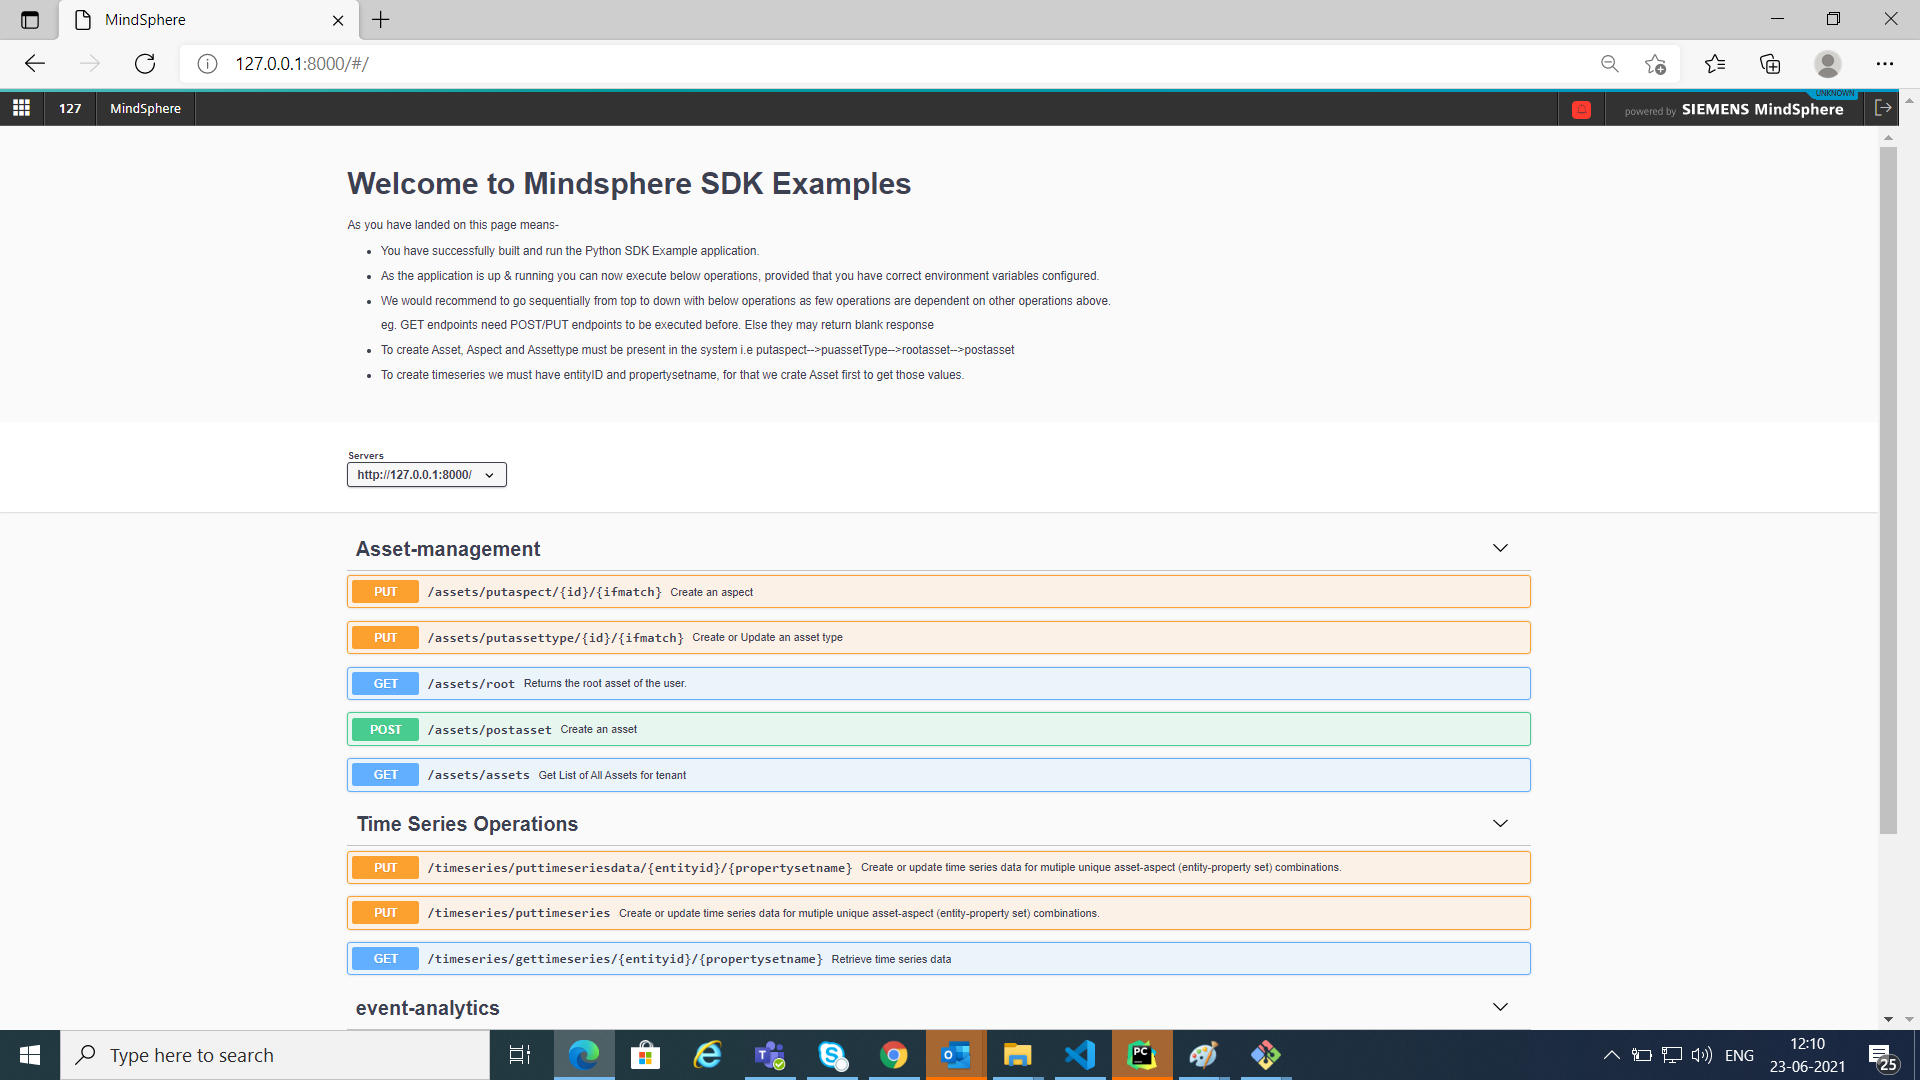 MindSphere
127.0.0.1:8000/#/
127
MindSphere
UNKNOWN
powered by SIEMENS MindSphere
Welcome to Mindsphere SDK Examples
As you have landed on this page means-
You have successfully built and run the Python SDK Example application.
As the application is up & running you can now execute below operations, provided that you have correct environment variables configured.
We would recommend to go sequentially from top to down with below operations as few operations are dependent on other operations above.
eg. GET endpoints need POST/PUT endpoints to be executed before. Else they may return blank response
To create Asset, Aspect and Assettype must be present in the system i.e putaspect-->puassetType-->rootasset-->postasset
To create timeseries we must have entityID and propertysetname, for that we crate Asset first to get those values.
Servers
http://127.0.0.1:8000/
Asset-management
PUT /assets/putaspect/{id}/{ifmatch} Create an aspect
PUT /assets/putassettype/{id}/{ifmatch} Create or Update an asset type
GET /assets/root Returns the root asset of the user.
POST /assets/postasset Create an asset
GET /assets/assets Get List of All Assets for tenant
Time Series Operations
PUT /timeseries/puttimeseriesdata/{entityid}/{propertysetname} Create or update time series data for mutiple unique asset-aspect (entity-property set) combinations.
PUT /timeseries/puttimeseries Create or update time series data for mutiple unique asset-aspect (entity-property set) combinations.
GET /timeseries/gettimeseries/{entityid}/{propertysetname} Retrieve time series data
event-analytics
Type here to search
PC
ENG
12:10
23-06-2021
25